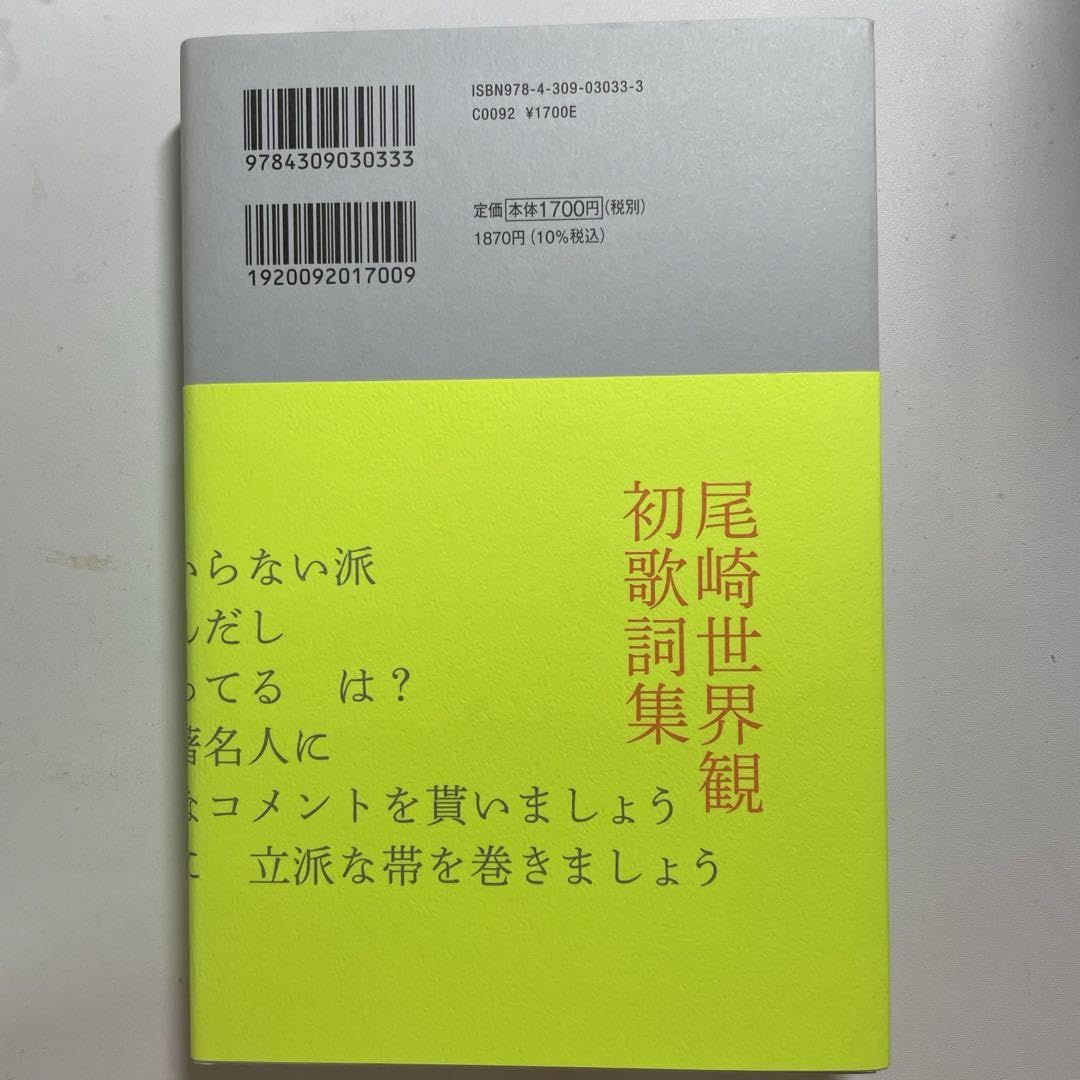 ISBN978-4-309-03033-3
C0092 ¥1700E
9784309030333
定価 本体1700円 (税別)
1870円 (10%税込)
1920092017009
尾崎世界観
初歌詞集
らない派
だし
てる　は？
著名人に
なコメントを貰いましょう
立派な帯を巻きましょう